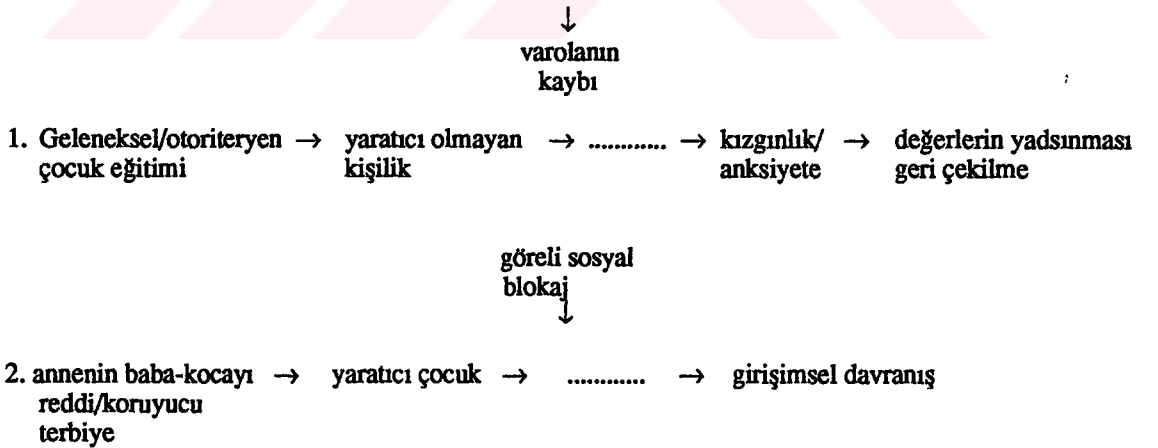 ↓
varolanın
kaybı
1. Geleneksel/otoriteryen → yaratıcı olmayan → ............ → kızgınlık/ → değerlerin yadsınması
çocuk eğitimi kişilik anksiyete geri çekilme
göreli sosyal
blokaj
↓
2. annenin baba-kocayı → yaratıcı çocuk → ............ → girişimsel davranış
reddi/koruyucu
terbiye